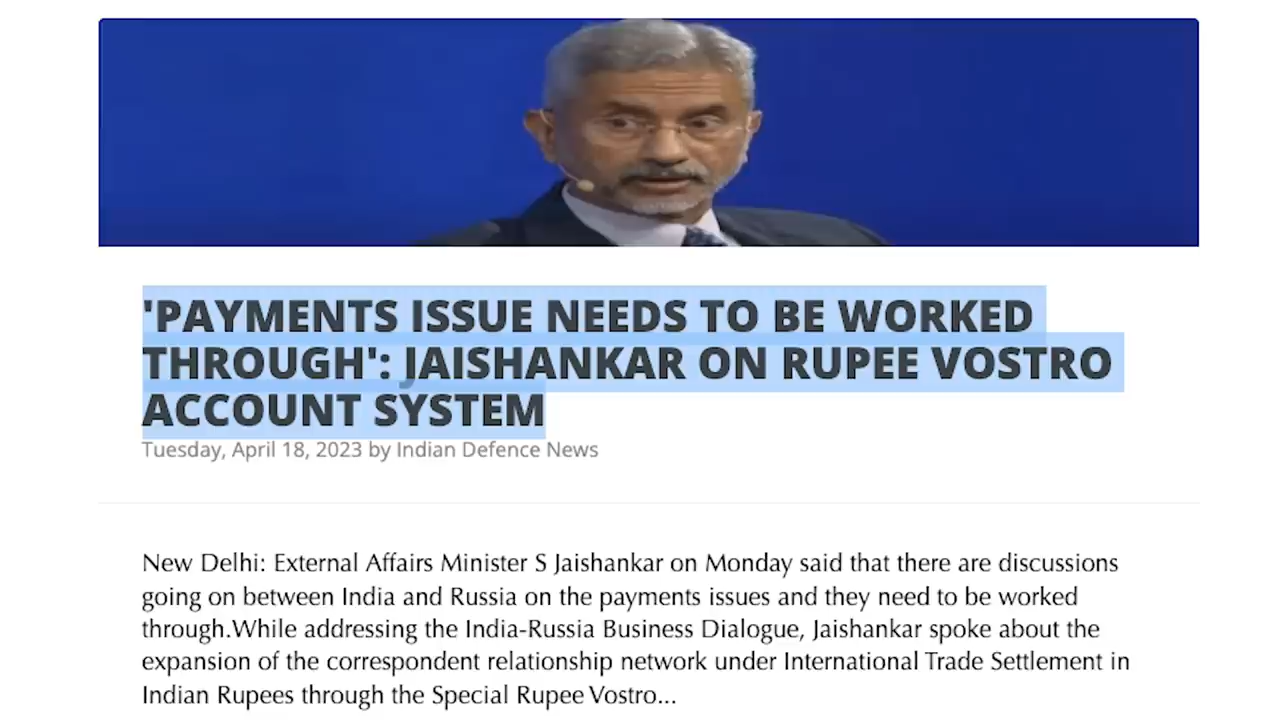 'PAYMENTS ISSUE NEEDS TO BE WORKED
THROUGH': JAISHANKAR ON RUPEE VOSTRO
ACCOUNT SYSTEM
Tuesday, April 18, 2023 by Indian Defence News
New Delhi: External Affairs Minister S Jaishankar on Monday said that there are discussions
going on between India and Russia on the payments issues and they need to be worked
through.While addressing the India-Russia Business Dialogue, Jaishankar spoke about the
expansion of the correspondent relationship network under International Trade Settlement in
Indian Rupees through the Special Rupee Vostro...